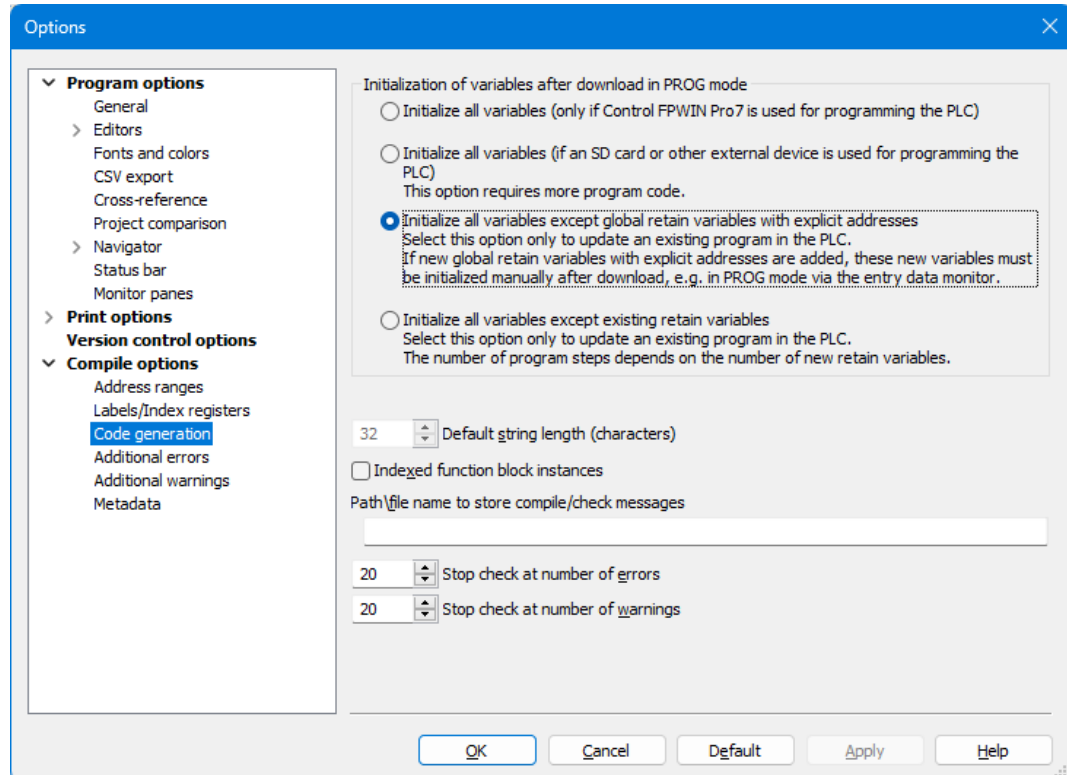 Options
Program options
General
Editors
Fonts and colors
CSV export
Cross-reference
Project comparison
Navigator
Status bar
Monitor panes
Print options
Version control options
Compile options
Address ranges
Labels/Index registers
Code generation
Additional errors
Additional warnings
Metadata
Initialization of variables after download in PROG mode
Initialize all variables (only if Control FPWIN Pro7 is used for programming the PLC)
Initialize all variables (if an SD card or other external device is used for programming the
PLC)
This option requires more program code.
Initialize all variables except global retain variables with explicit addresses
Select this option only to update an existing program in the PLC.
If new global retain variables with explicit addresses are added, these new variables must
be initialized manually after download, e.g. in PROG mode via the entry data monitor.
Initialize all variables except existing retain variables
Select this option only to update an existing program in the PLC.
The number of program steps depends on the number of new retain variables.
32 Default string length (characters)
Indexed function block instances
Path\file name to store compile/check messages
20 Stop check at number of errors
20 Stop check at number of warnings
OK Cancel Default Apply Help